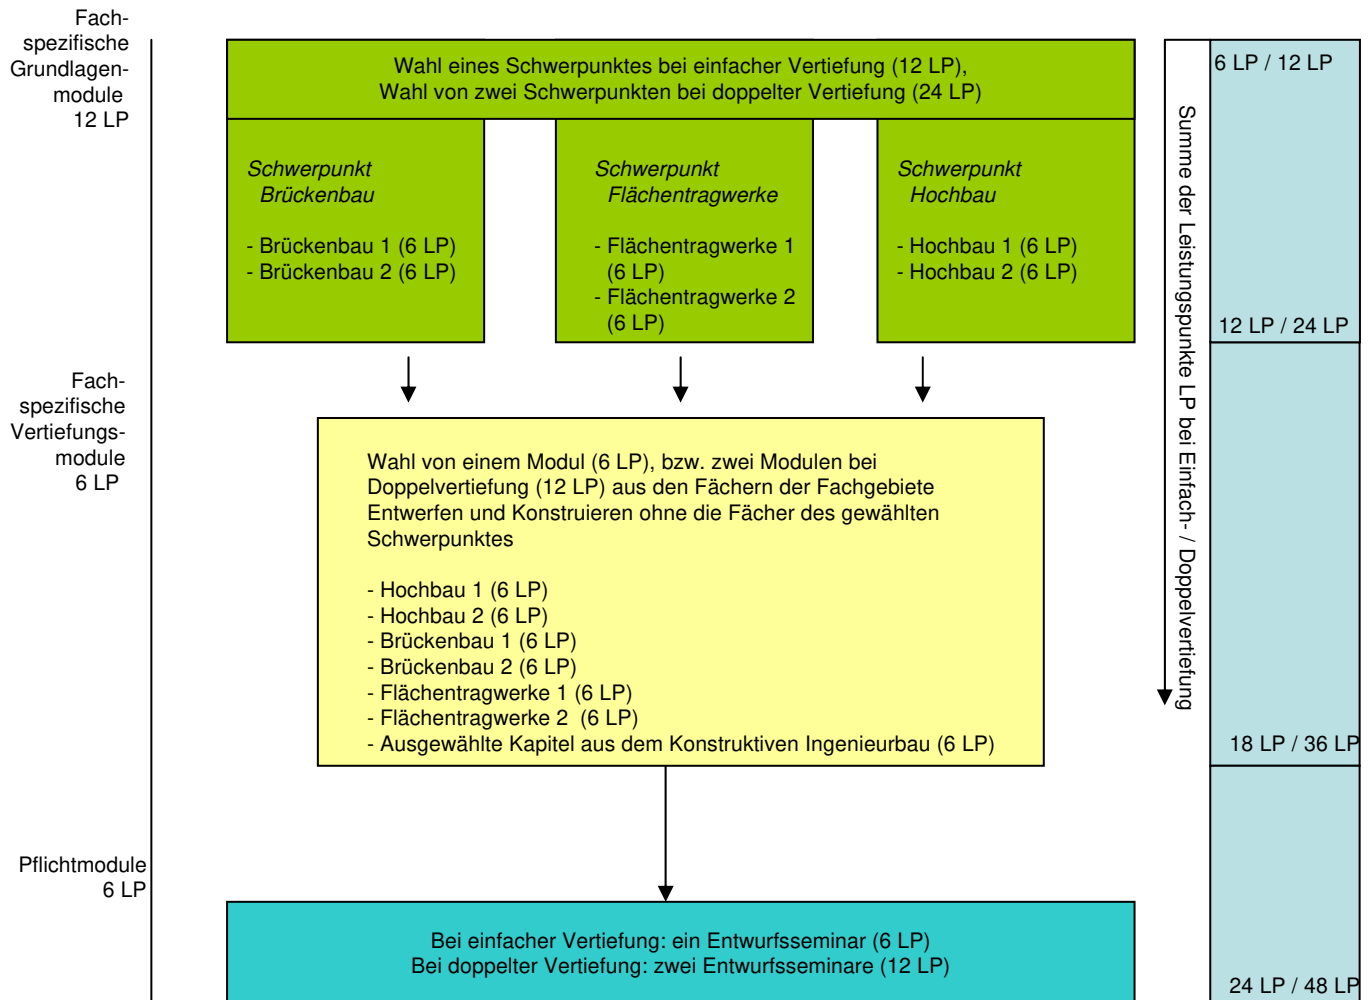 Fach-
spezifische
Grundlagen-
module
12 LP
Wahl eines Schwerpunktes bei einfacher Vertiefung (12 LP),
Wahl von zwei Schwerpunkten bei doppelter Vertiefung (24 LP)
Schwerpunkt
Brückenbau
- Brückenbau 1 (6 LP)
- Brückenbau 2 (6 LP)
Schwerpunkt
Flächentragwerke
- Flächentragwerke 1
(6 LP)
- Flächentragwerke 2
(6 LP)
Schwerpunkt
Hochbau
- Hochbau 1 (6 LP)
- Hochbau 2 (6 LP)
Summe der Leistungspunkte LP bei Einfach- / Doppelvertiefung
6 LP / 12 LP
12 LP / 24 LP
Fach-
spezifische
Vertiefungs-
module
6 LP
Wahl von einem Modul (6 LP), bzw. zwei Modulen bei
Doppelvertiefung (12 LP) aus den Fächern der Fachgebiete
Entwerfen und Konstruieren ohne die Fächer des gewählten
Schwerpunktes
- Hochbau 1 (6 LP)
- Hochbau 2 (6 LP)
- Brückenbau 1 (6 LP)
- Brückenbau 2 (6 LP)
- Flächentragwerke 1 (6 LP)
- Flächentragwerke 2  (6 LP)
- Ausgewählte Kapitel aus dem Konstruktiven Ingenieurbau (6 LP)
18 LP / 36 LP
Pflichtmodule
6 LP
Bei einfacher Vertiefung: ein Entwurfsseminar (6 LP)
Bei doppelter Vertiefung: zwei Entwurfsseminare (12 LP)
24 LP / 48 LP